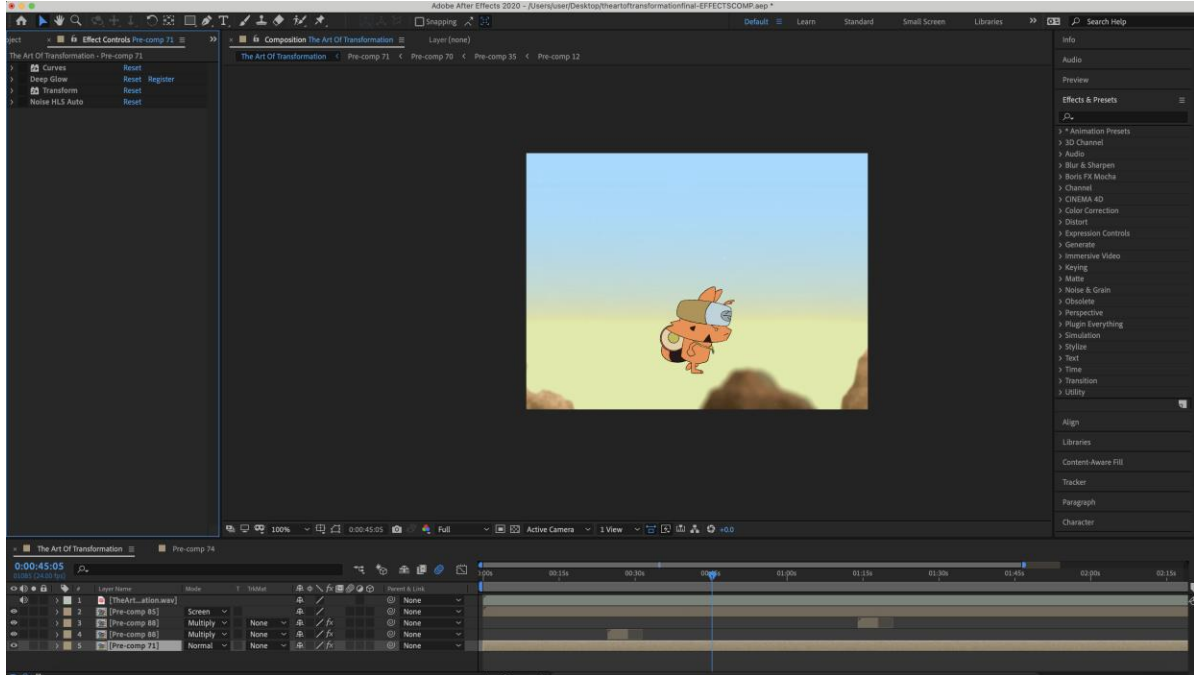 Adobe After Effects 2020 - /Users/user/Desktop/theartoftransformationfinal-EFFECTSCOMP.aep *
Snapping
Default
Learn
Standard
Small Screen
Libraries
Search Help
Effect Controls Pre-comp 71
Composition The Art Of Transformation
Layer (none)
The Art Of Transformation - Pre-comp 71
The Art Of Transformation
Pre-comp 71
Pre-comp 70
Pre-comp 35
Pre-comp 12
Curves Reset
Deep Glow Reset Register
Transform Reset
Noise HLS Auto Reset
Info
Audio
Preview
Effects & Presets
* Animation Presets
3D Channel
Audio
Blur & Sharpen
Boris FX Mocha
Channel
CINEMA 4D
Color Correction
Distort
Expression Controls
Generate
Immersive Video
Keying
Matte
Noise & Grain
Obsolete
Perspective
Plugin Everything
Simulation
Stylize
Text
Time
Transition
Utility
Align
Libraries
Content-Aware Fill
Tracker
Paragraph
Character
100% 0:00:45:05 Full Active Camera 1 View +0.0
The Art Of Transformation Pre-comp 74
0:00:45:05
01085 (24.00 fps)
00:15s 00:30s 01:00s 01:15s 01:30s 01:45s 02:00s 02:15s
# Layer Name Mode T TrkMat Parent & Link
1 [TheArt...ation.wav] None
2 [Pre-comp 85] Screen None
3 [Pre-comp 88] Multiply None None
4 Multiply None None
5 [Pre-comp 71] Normal None None